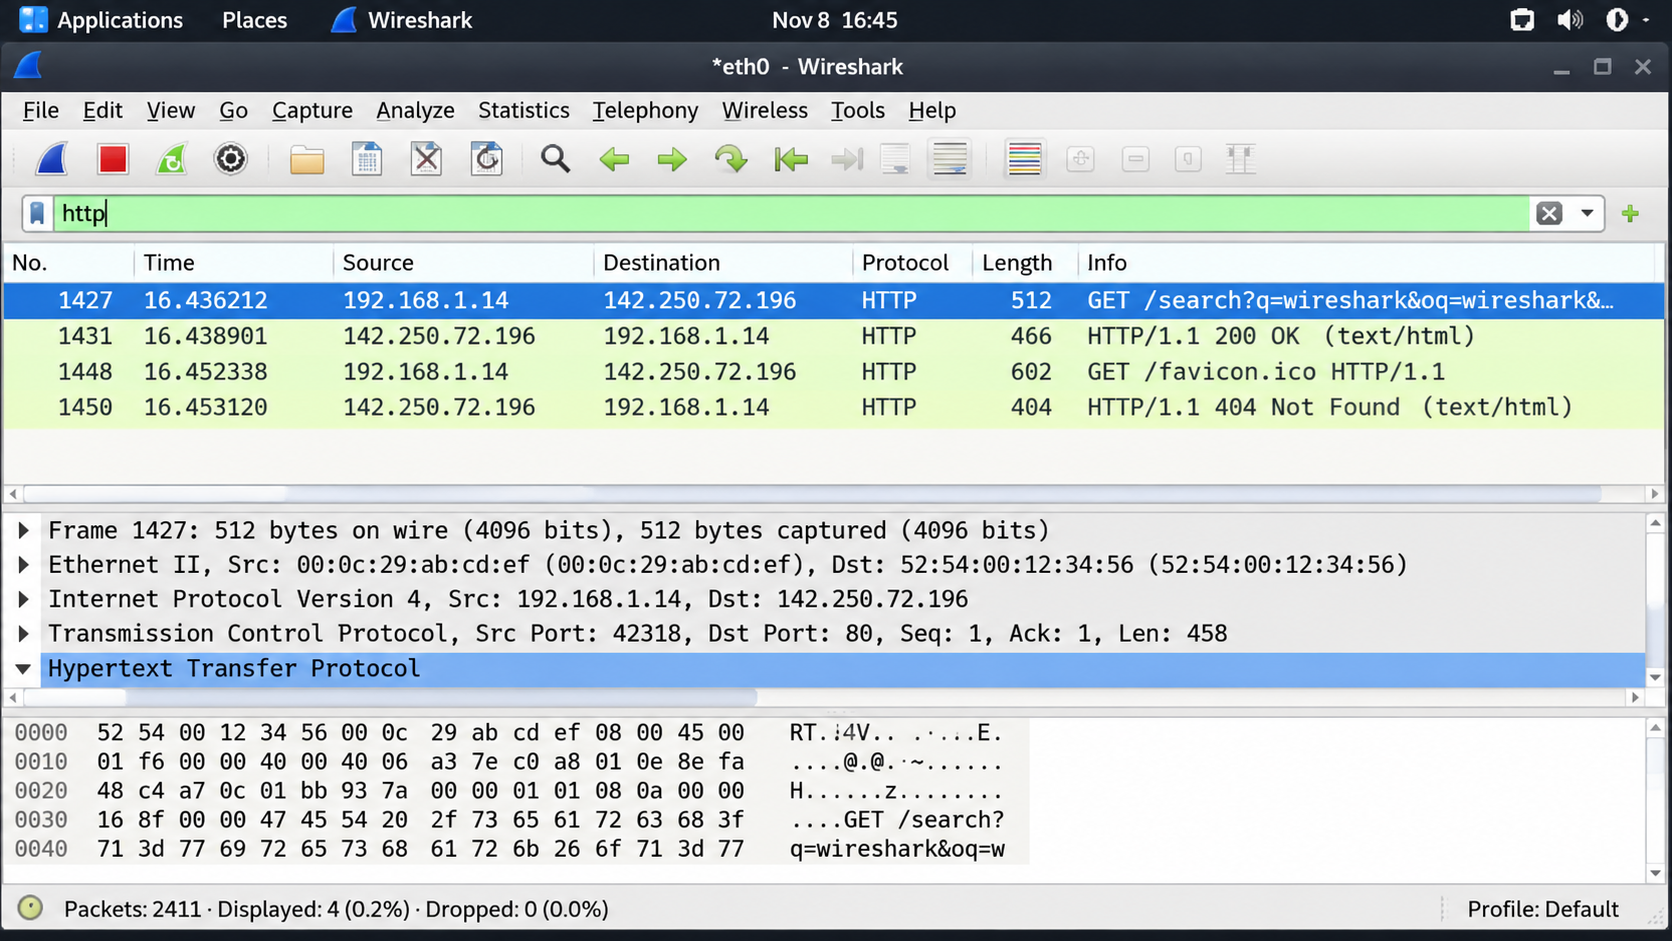 Applications Places Wireshark Nov 8 16:45
*eth0 - Wireshark
File Edit View Go Capture Analyze Statistics Telephony Wireless Tools Help
http
No. Time Source Destination Protocol Length Info
1427 16.436212 192.168.1.14 142.250.72.196 HTTP 512 GET /search?q=wireshark&oq=wireshark&…
1431 16.438901 142.250.72.196 192.168.1.14 HTTP 466 HTTP/1.1 200 OK (text/html)
1448 16.452338 192.168.1.14 142.250.72.196 HTTP 602 GET /favicon.ico HTTP/1.1
1450 16.453120 142.250.72.196 192.168.1.14 HTTP 404 HTTP/1.1 404 Not Found (text/html)
Frame 1427: 512 bytes on wire (4096 bits), 512 bytes captured (4096 bits)
Ethernet II, Src: 00:0c:29:ab:cd:ef (00:0c:29:ab:cd:ef), Dst: 52:54:00:12:34:56 (52:54:00:12:34:56)
Internet Protocol Version 4, Src: 192.168.1.14, Dst: 142.250.72.196
Transmission Control Protocol, Src Port: 42318, Dst Port: 80, Seq: 1, Ack: 1, Len: 458
Hypertext Transfer Protocol
0000 52 54 00 12 34 56 00 0c 29 ab cd ef 08 00 45 00 RT.!4V.. .·...E.
0010 01 f6 00 00 40 00 40 06 a3 7e c0 a8 01 0e 8e fa ....@.@.·~......
0020 48 c4 a7 0c 01 bb 93 7a 00 00 01 01 08 0a 00 00 H......z........
0030 16 8f 00 00 47 45 54 20 2f 73 65 61 72 63 68 3f ....GET /search?
0040 71 3d 77 69 72 65 73 68 61 72 6b 26 6f 71 3d 77 q=wireshark&oq=w
Packets: 2411 · Displayed: 4 (0.2%) · Dropped: 0 (0.0%) Profile: Default